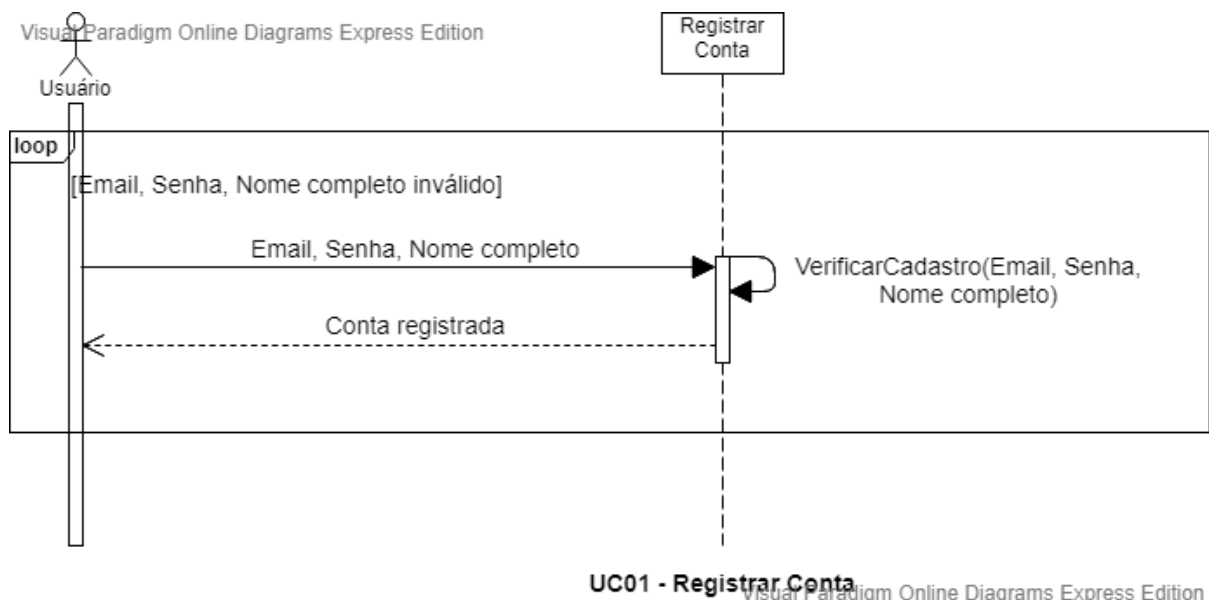 Visual Paradigm Online Diagrams Express Edition
Registrar
Conta
Usuário
loop
[Email, Senha, Nome completo inválido]
Email, Senha, Nome completo
VerificarCadastro(Email, Senha,
Nome completo)
Conta registrada
UC01 - Registrar Conta
Visual Paradigm Online Diagrams Express Edition